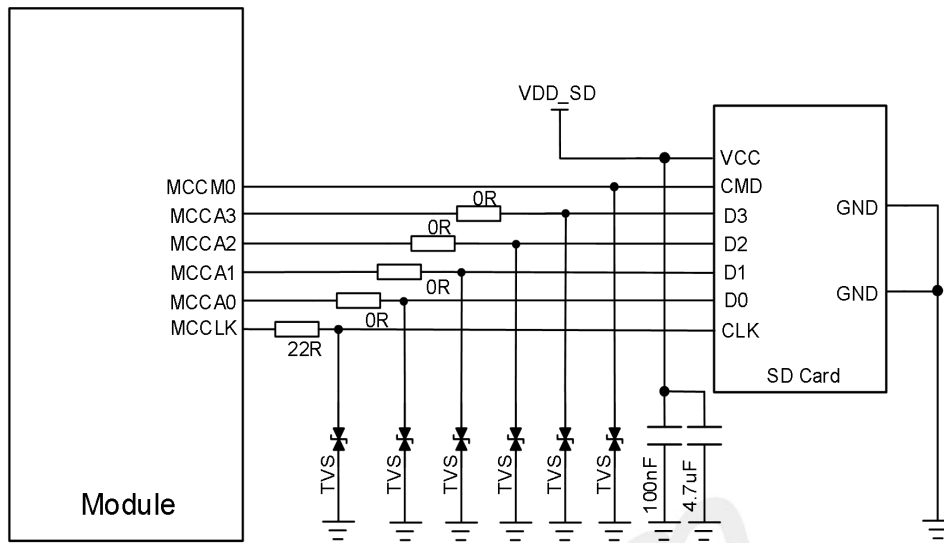 VDD_SD
VCC
MCCM0
CMD
0R
MCCA3
D3
GND
0R
MCCA2
D2
MCCA1
D1
0R
MCCA0
D0
GND
0R
MCCLK
CLK
22R
SD Card
TVS
TVS
TVS
TVS
TVS
TVS
100nF
4.7uF
Module